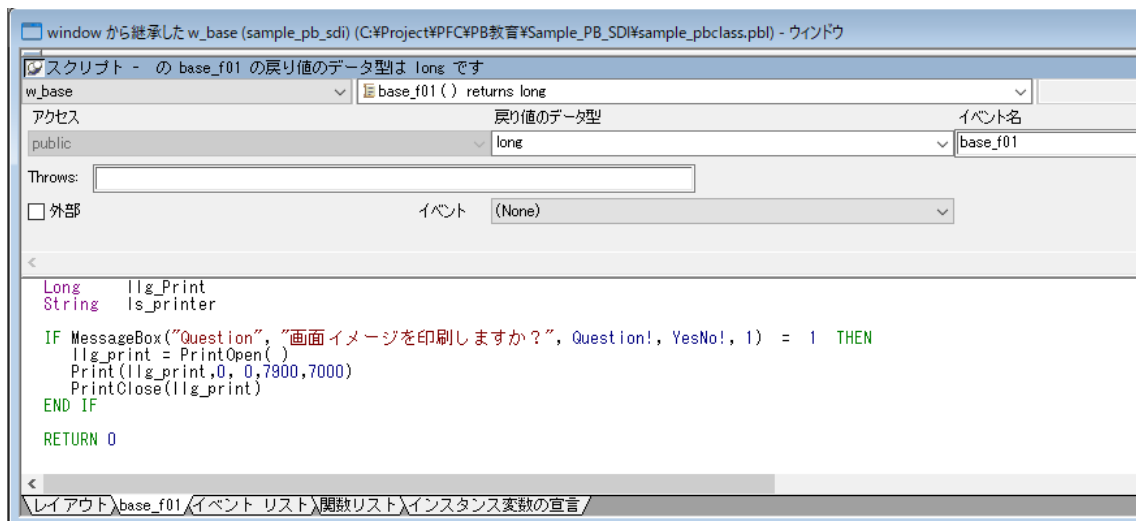 window から継承した w_base (sample_pb_sdi) (C:¥Project¥PFC¥PB教育¥Sample_PB_SDI¥sample_pbclass.pbl) - ウィンドウ
スクリプト - の base_f01 の戻り値のデータ型は long です
w_base base_f01 ( ) returns long
アクセス 戻り値のデータ型 イベント名
public long base_f01
Throws:
外部 イベント (None)
Long llg_Print
String ls_printer
IF MessageBox("Question", "画面イメージを印刷しますか？", Question!, YesNo!, 1) = 1 THEN
llg_print = PrintOpen( )
Print(llg_print,0, 0,7900,7000)
PrintClose(llg_print)
END IF
RETURN 0
レイアウト base_f01 イベント リスト 関数リスト インスタンス変数の宣言